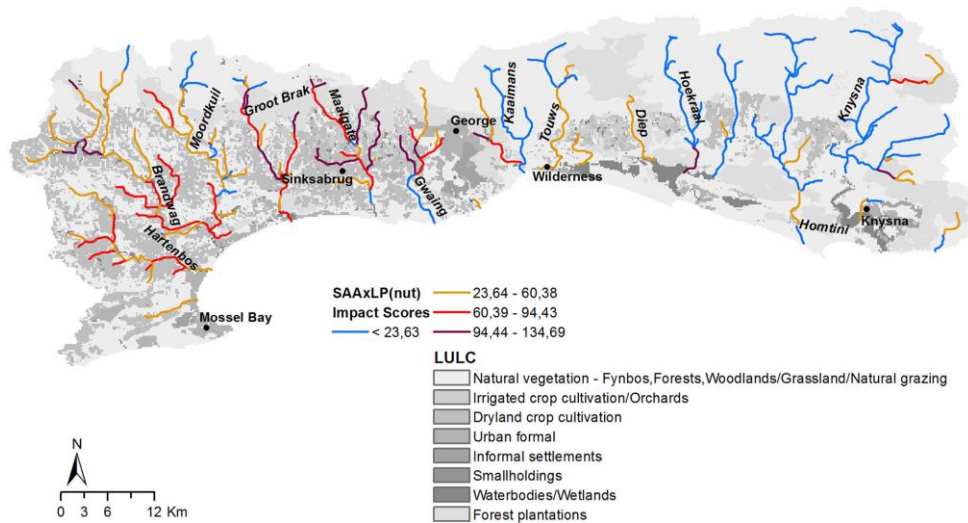 Moordkuil
Groot Brak
Maalgate
Kaaimans
Touws
Diep
Hoekraal
Knysna
George
Brandwag
Sinksabrug
Gwaing
Wilderness
Hartenbos
Homtini
Knysna
Mossel Bay
SAAxLP(nut)
Impact Scores
< 23,63
23,64 - 60,38
60,39 - 94,43
94,44 - 134,69
LULC
Natural vegetation - Fynbos,Forests,Woodlands/Grassland/Natural grazing
Irrigated crop cultivation/Orchards
Dryland crop cultivation
Urban formal
Informal settlements
Smallholdings
Waterbodies/Wetlands
Forest plantations
N
0 3 6 12 Km